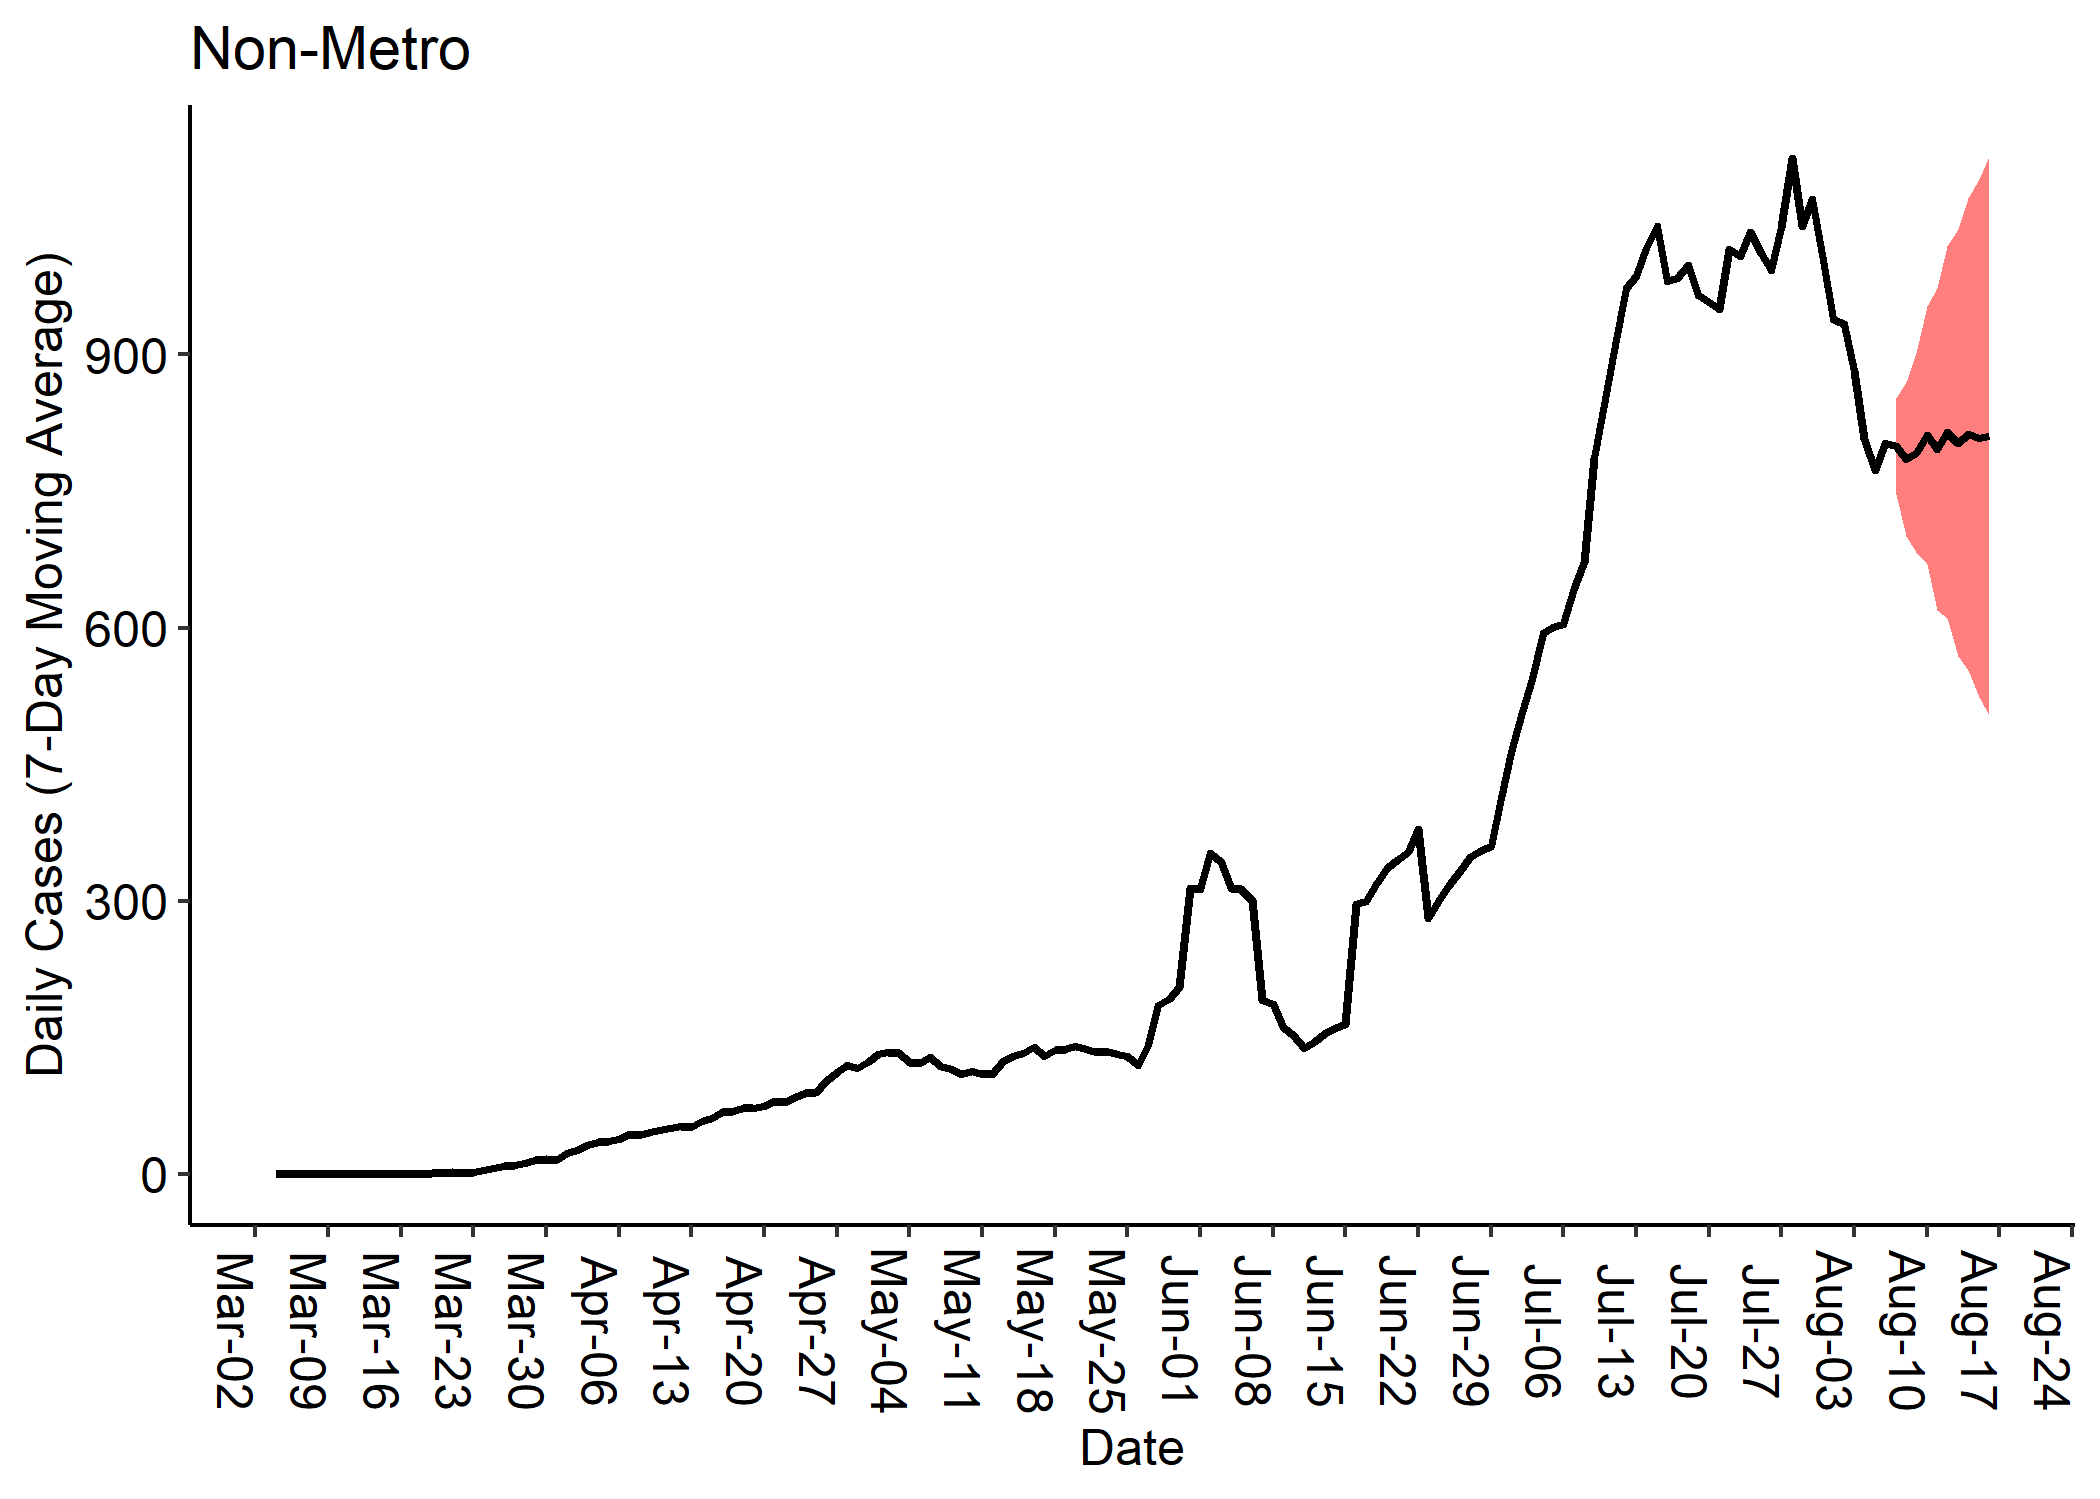 Non-Metro
Daily Cases (7-Day Moving Average)
900
600
300
0
Mar-02
Mar-09
Mar-16
Mar-23
Mar-30
Apr-06
Apr-13
Apr-20
Apr-27
May-04
May-11
May-18
May-25
Jun-01
Jun-08
Jun-15
Jun-22
Jun-29
Jul-06
Jul-13
Jul-20
Jul-27
Aug-03
Aug-10
Aug-17
Aug-24
Date